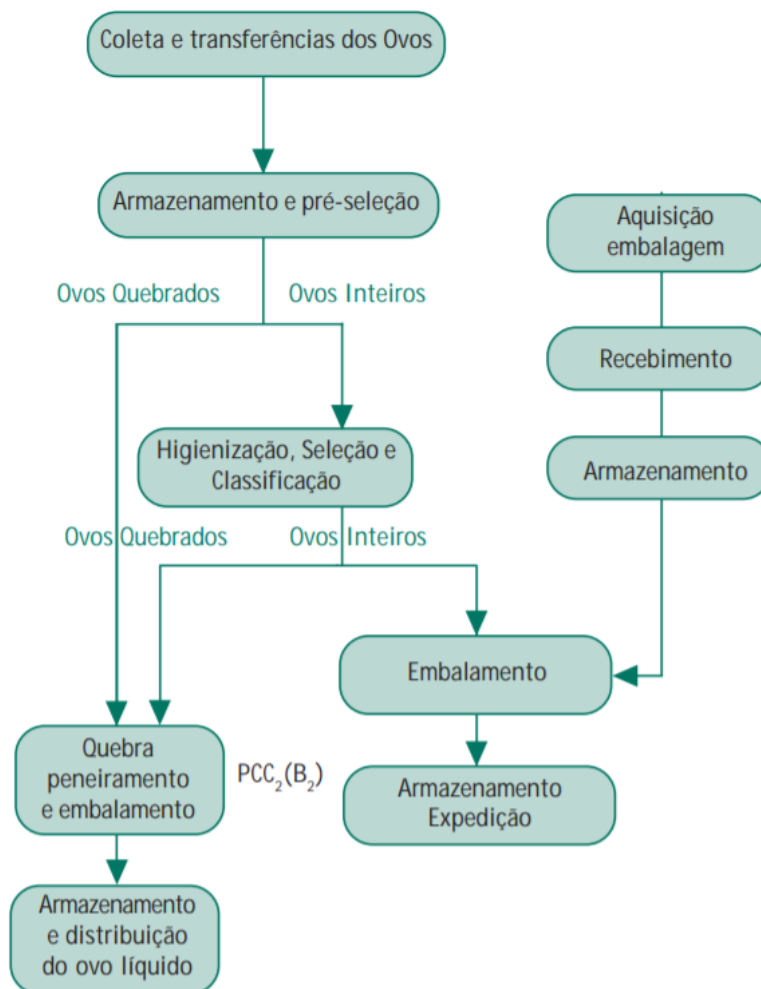 Coleta e transferências dos Ovos
Armazenamento e pré-seleção
Aquisição
embalagem
Ovos Quebrados
Ovos Inteiros
Recebimento
Higienização, Seleção e
Classificação
Armazenamento
Ovos Quebrados
Ovos Inteiros
Embalamento
Quebra
peneiramento
e embalamento
PCC₂(B₂)
Armazenamento
Expedição
Armazenamento
e distribuição
do ovo líquido